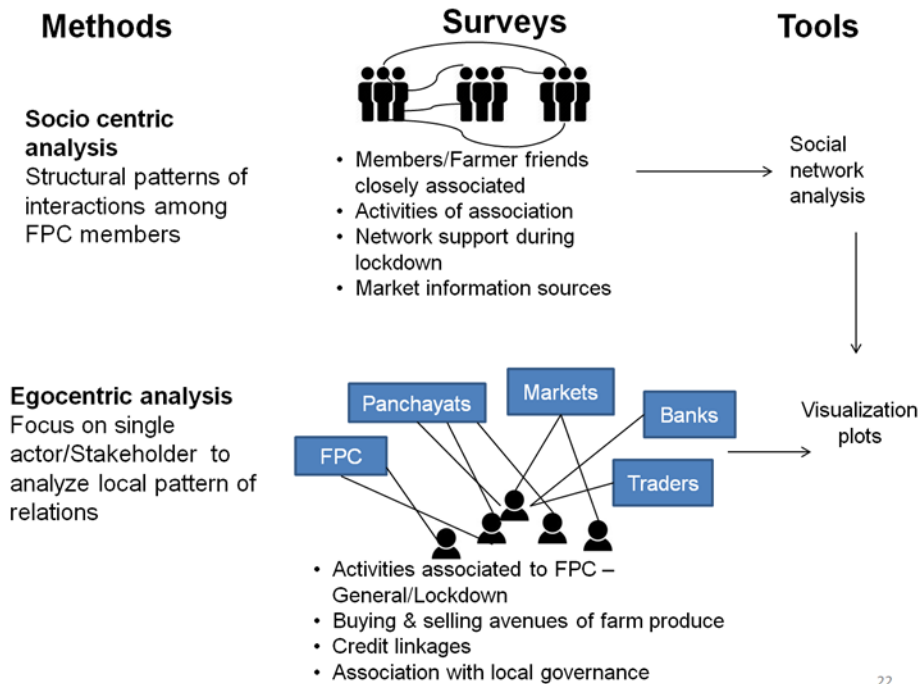 Methods
Surveys
Tools
Socio centric
analysis
Structural patterns of
interactions among
FPC members
• Members/Farmer friends
closely associated
• Activities of association
• Network support during
lockdown
• Market information sources
Social
network
analysis
Egocentric analysis
Focus on single
actor/Stakeholder to
analyze local pattern of
relations
FPC
Panchayats
Markets
Banks
Traders
Visualization
plots
• Activities associated to FPC –
General/Lockdown
• Buying & selling avenues of farm produce
• Credit linkages
• Association with local governance
22